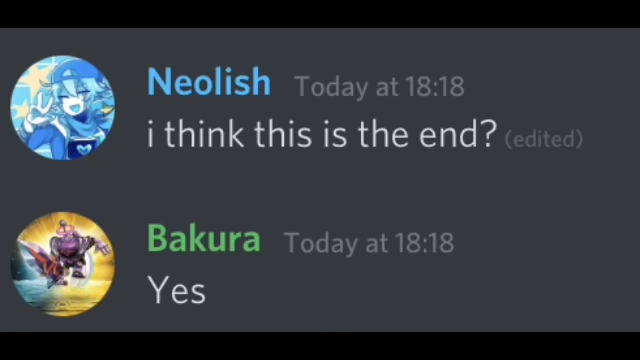 Neolish Today at 18:18
i think this is the end? (edited)
Bakura Today at 18:18
Yes